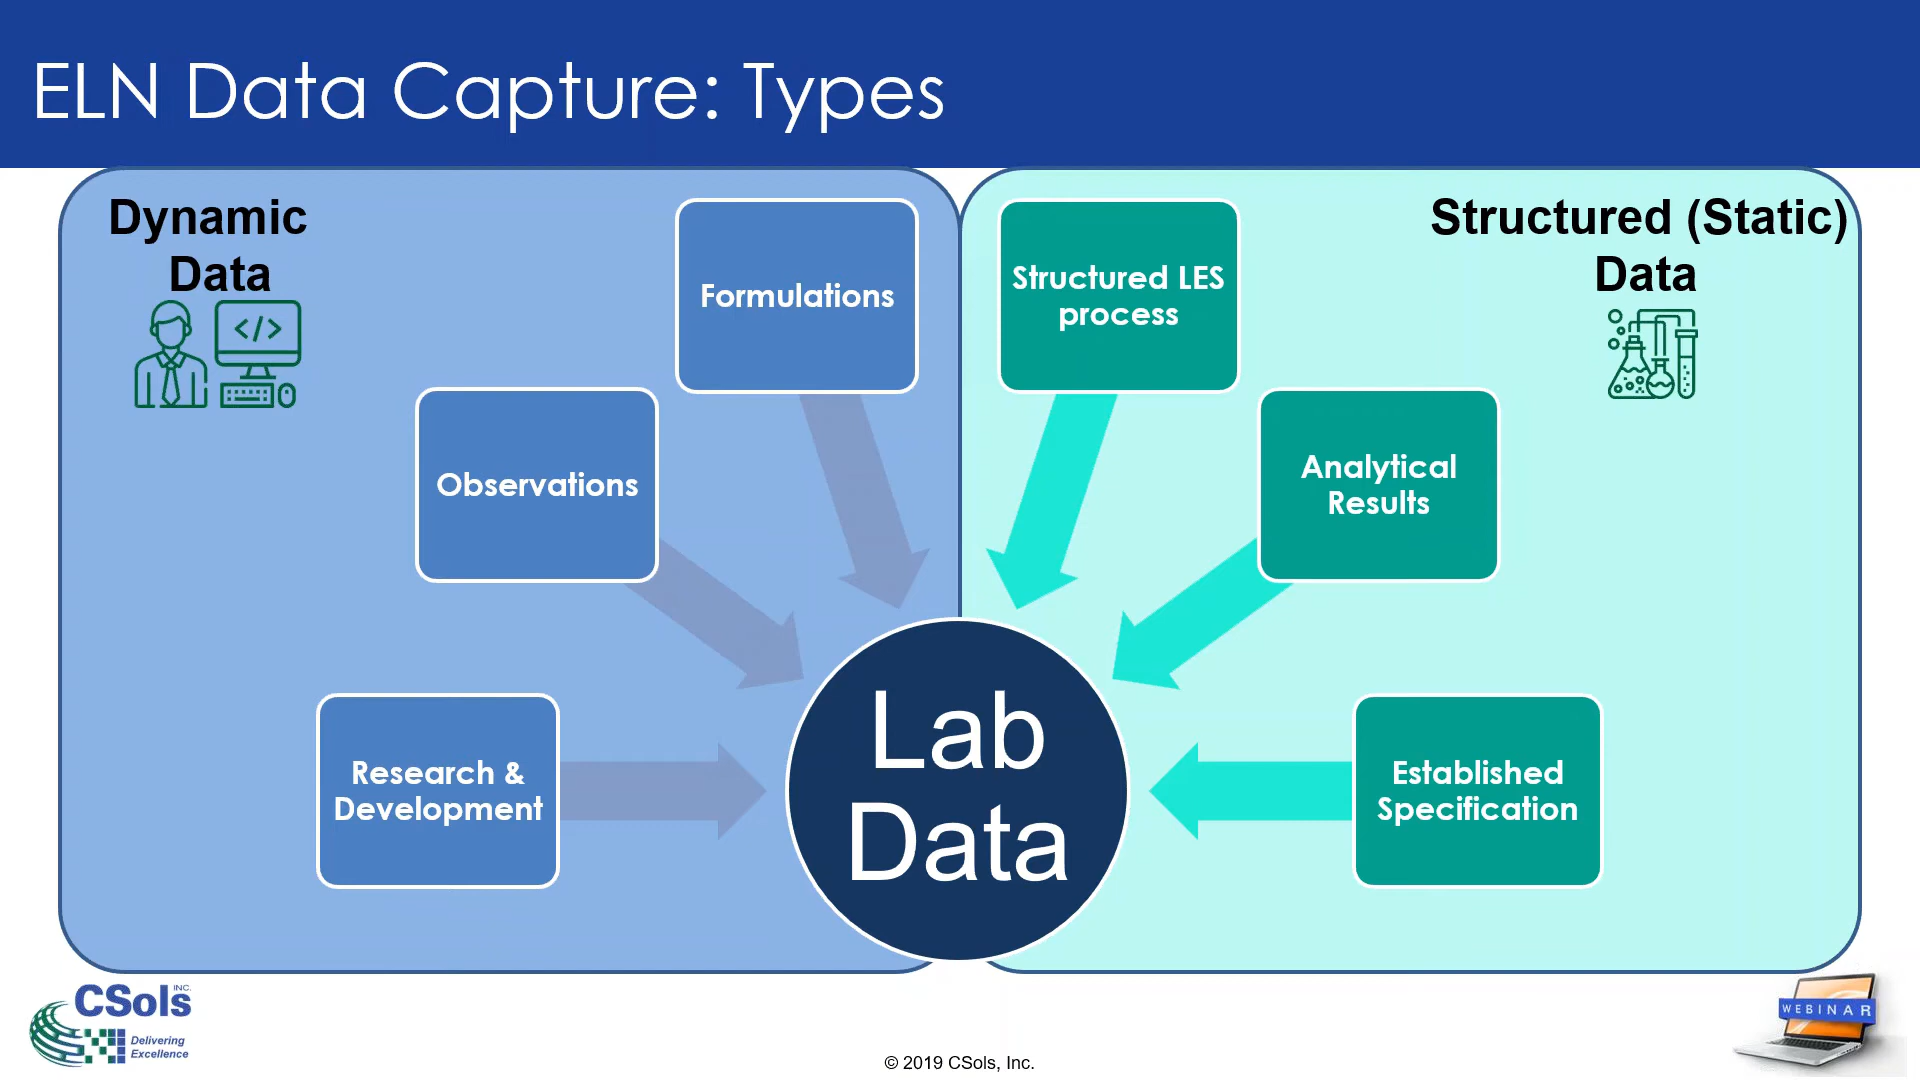 ELN Data Capture: Types
Dynamic
Data
</>
Formulations
Observations
Research &
Development
Structured (Static)
Data
Structured LES
process
Analytical
Results
Established
Specification
Lab
Data
CSols INC.
Delivering
Excellence
© 2019 CSols, Inc.
WEBINAR